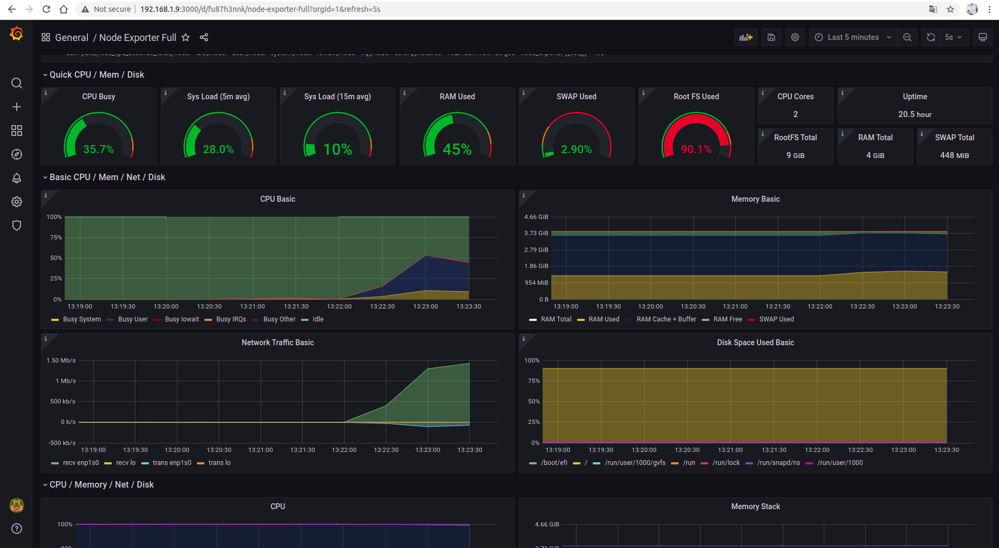 Not secure 192.168.1.9:3000/d/fu87h3nnk/node-exporter-full?orgId=1&refresh=5s
General / Node Exporter Full
Last 5 minutes
5s
Quick CPU / Mem / Disk
CPU Busy
35.7%
Sys Load (5m avg)
28.0%
Sys Load (15m avg)
10%
RAM Used
45%
SWAP Used
2.90%
Root FS Used
90.1%
CPU Cores
2
Uptime
20.5 hour
RootFS Total
9 GiB
RAM Total
4 GiB
SWAP Total
448 MiB
Basic CPU / Mem / Net / Disk
CPU Basic
100%
75%
50%
25%
0%
13:19:00 13:19:30 13:20:00 13:20:30 13:21:00 13:21:30 13:22:00 13:22:30 13:23:00 13:23:30
Busy System Busy User Busy Iowait Busy IRQs Busy Other Idle
Memory Basic
4.66 GiB
3.73 GiB
2.79 GiB
1.86 GiB
954 MiB
0 B
13:19:00 13:19:30 13:20:00 13:20:30 13:21:00 13:21:30 13:22:00 13:22:30 13:23:00 13:23:30
RAM Total RAM Used RAM Cache + Buffer RAM Free SWAP Used
Network Traffic Basic
1.50 Mb/s
1 Mb/s
500 kb/s
0 b/s
-500 kb/s
13:19:00 13:19:30 13:20:00 13:20:30 13:21:00 13:21:30 13:22:00 13:22:30 13:23:00 13:23:30
recv enp1s0 recv lo trans enp1s0 trans lo
Disk Space Used Basic
100%
75%
50%
25%
0%
13:19:00 13:19:30 13:20:00 13:20:30 13:21:00 13:21:30 13:22:00 13:22:30 13:23:00 13:23:30
/boot/efi / /run/user/1000/gvfs /run /run/lock /run/snapd/ns /run/user/1000
CPU / Memory / Net / Disk
CPU
100%
Memory Stack
4.66 GiB